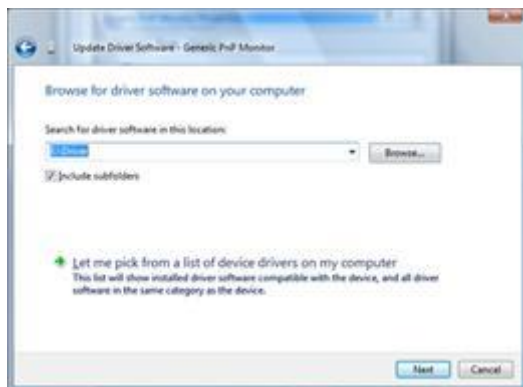 Update Driver Software - Generic PnP Monitor
Browse for driver software on your computer
Search for driver software in this location:
Browse...
Include subfolders
Let me pick from a list of device drivers on my computer
This list will show installed driver software compatible with the device, and all driver
software in the same category as the device.
Next
Cancel